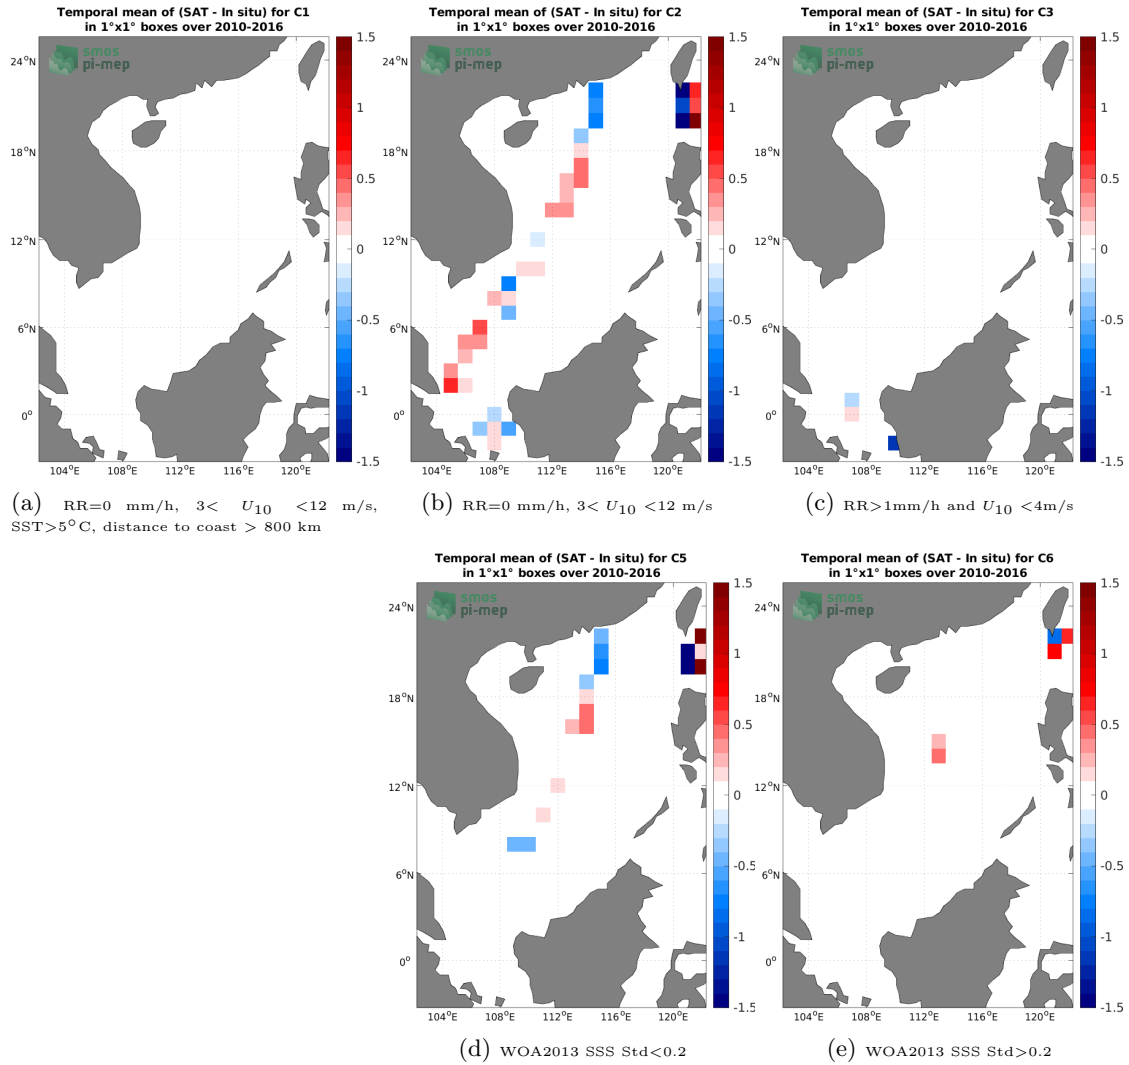 Temporal mean of (SAT - In situ) for C1
in 1°x1° boxes over 2010-2016
smos
pi-mep
24°N
18°N
12°N
6°N
0°
104°E 108°E 112°E 116°E 120°E
1.5
1
0.5
0
-0.5
-1
-1.5
(a) RR=0 mm/h, 3< U10 <12 m/s,
SST>5°C, distance to coast > 800 km
Temporal mean of (SAT - In situ) for C2
in 1°x1° boxes over 2010-2016
smos
pi-mep
24°N
18°N
12°N
6°N
0°
104°E 108°E 112°E 116°E 120°E
1.5
1
0.5
0
-0.5
-1
-1.5
(b) RR=0 mm/h, 3< U10 <12 m/s
Temporal mean of (SAT - In situ) for C3
in 1°x1° boxes over 2010-2016
smos
pi-mep
24°N
18°N
12°N
6°N
0°
104°E 108°E 112°E 116°E 120°E
1.5
1
0.5
0
-0.5
-1
-1.5
(c) RR>1mm/h and U10 <4m/s
Temporal mean of (SAT - In situ) for C5
in 1°x1° boxes over 2010-2016
smos
pi-mep
24°N
18°N
12°N
6°N
0°
104°E 108°E 112°E 116°E 120°E
1.5
1
0.5
0
-0.5
-1
-1.5
(d) WOA2013 SSS Std<0.2
Temporal mean of (SAT - In situ) for C6
in 1°x1° boxes over 2010-2016
smos
pi-mep
24°N
18°N
12°N
6°N
0°
104°E 108°E 112°E 116°E 120°E
1.5
1
0.5
0
-0.5
-1
-1.5
(e) WOA2013 SSS Std>0.2